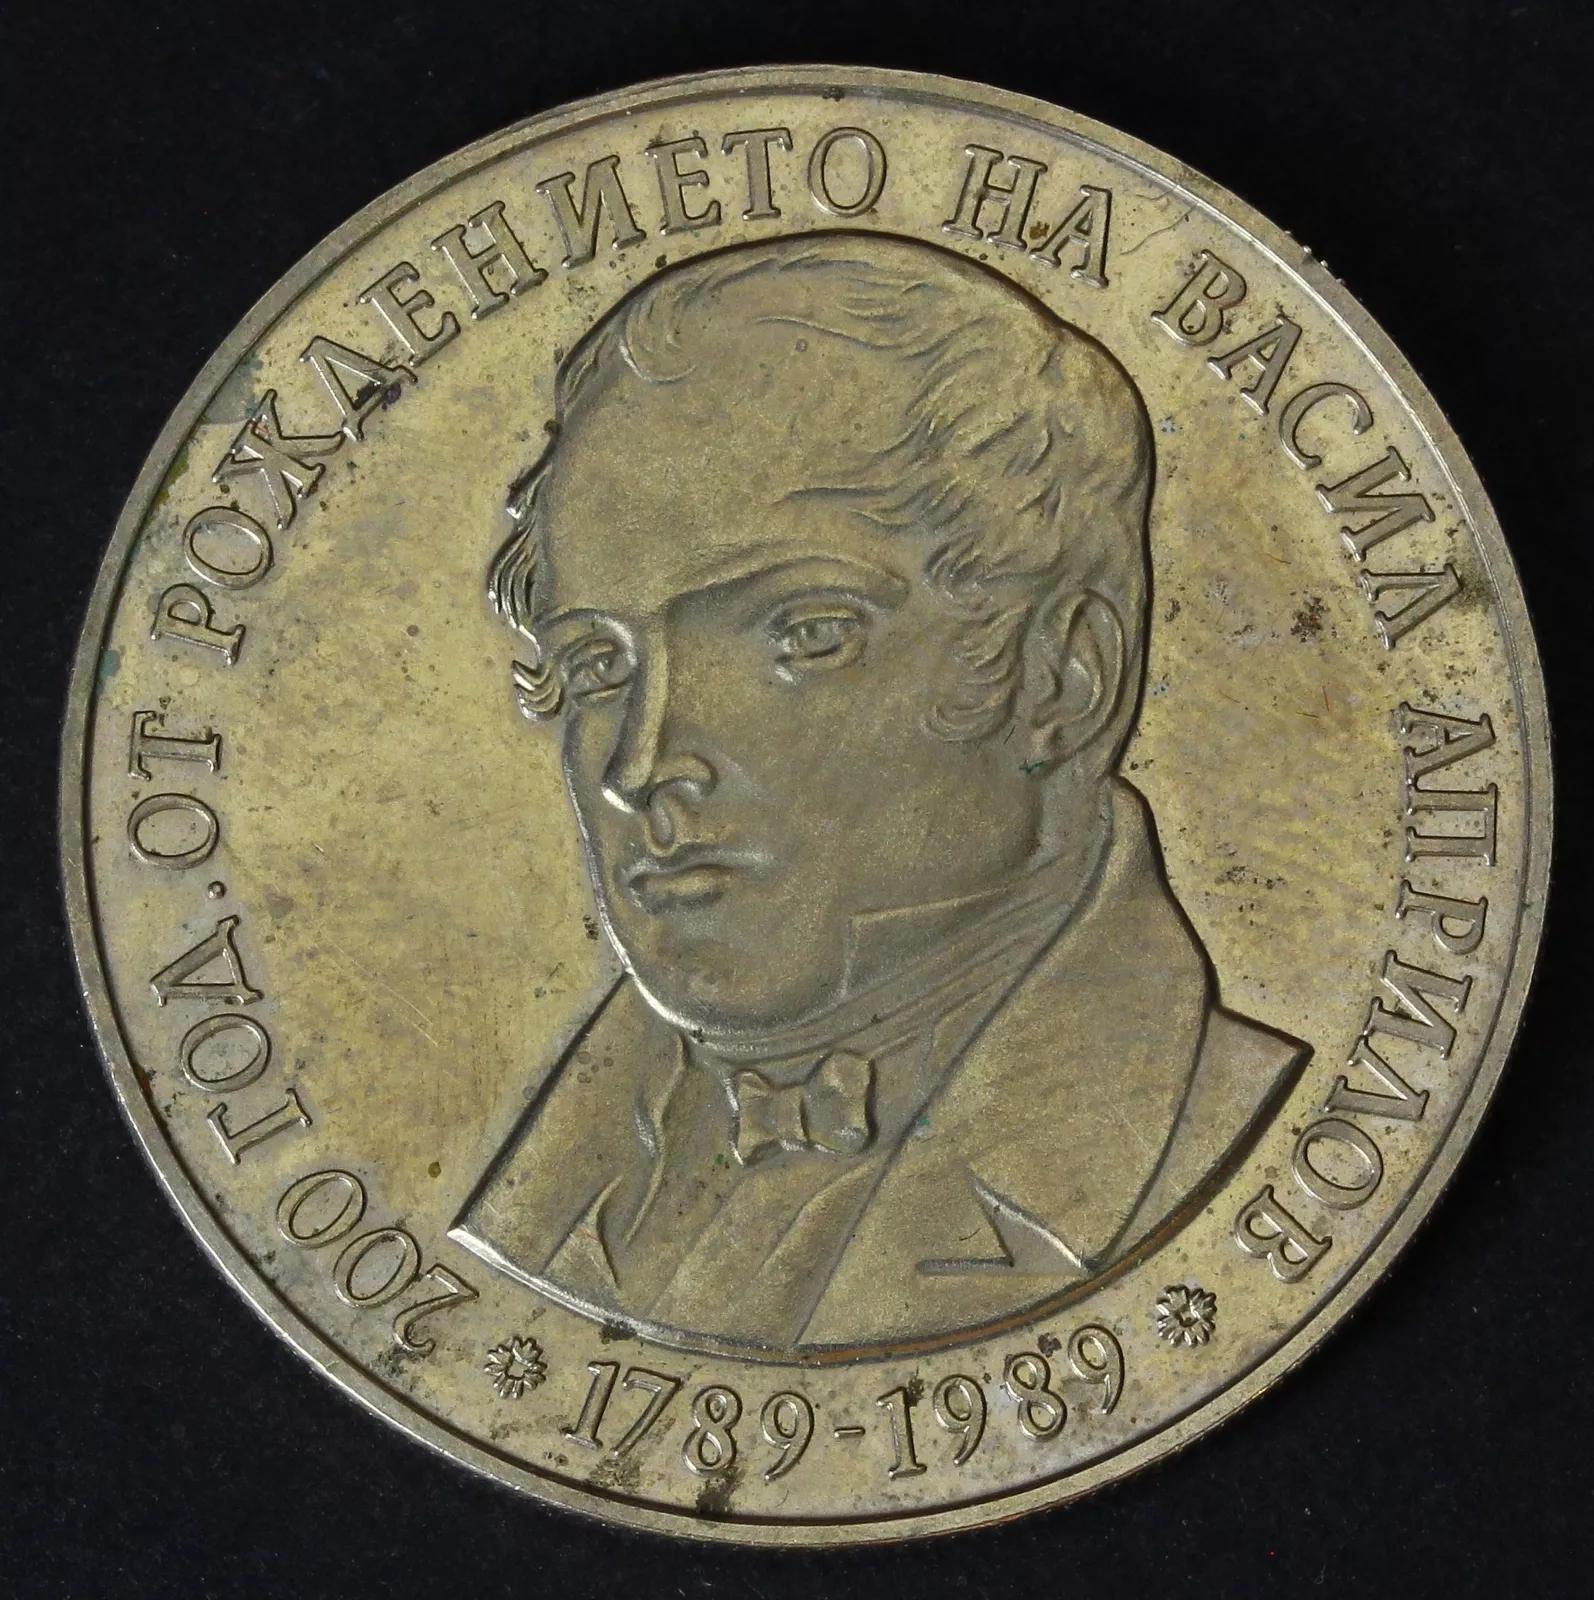 200 ГОД. ОТ РОЖДЕНИЕТО НА ВАСИЛ АПРИЛОВ
1789-1989